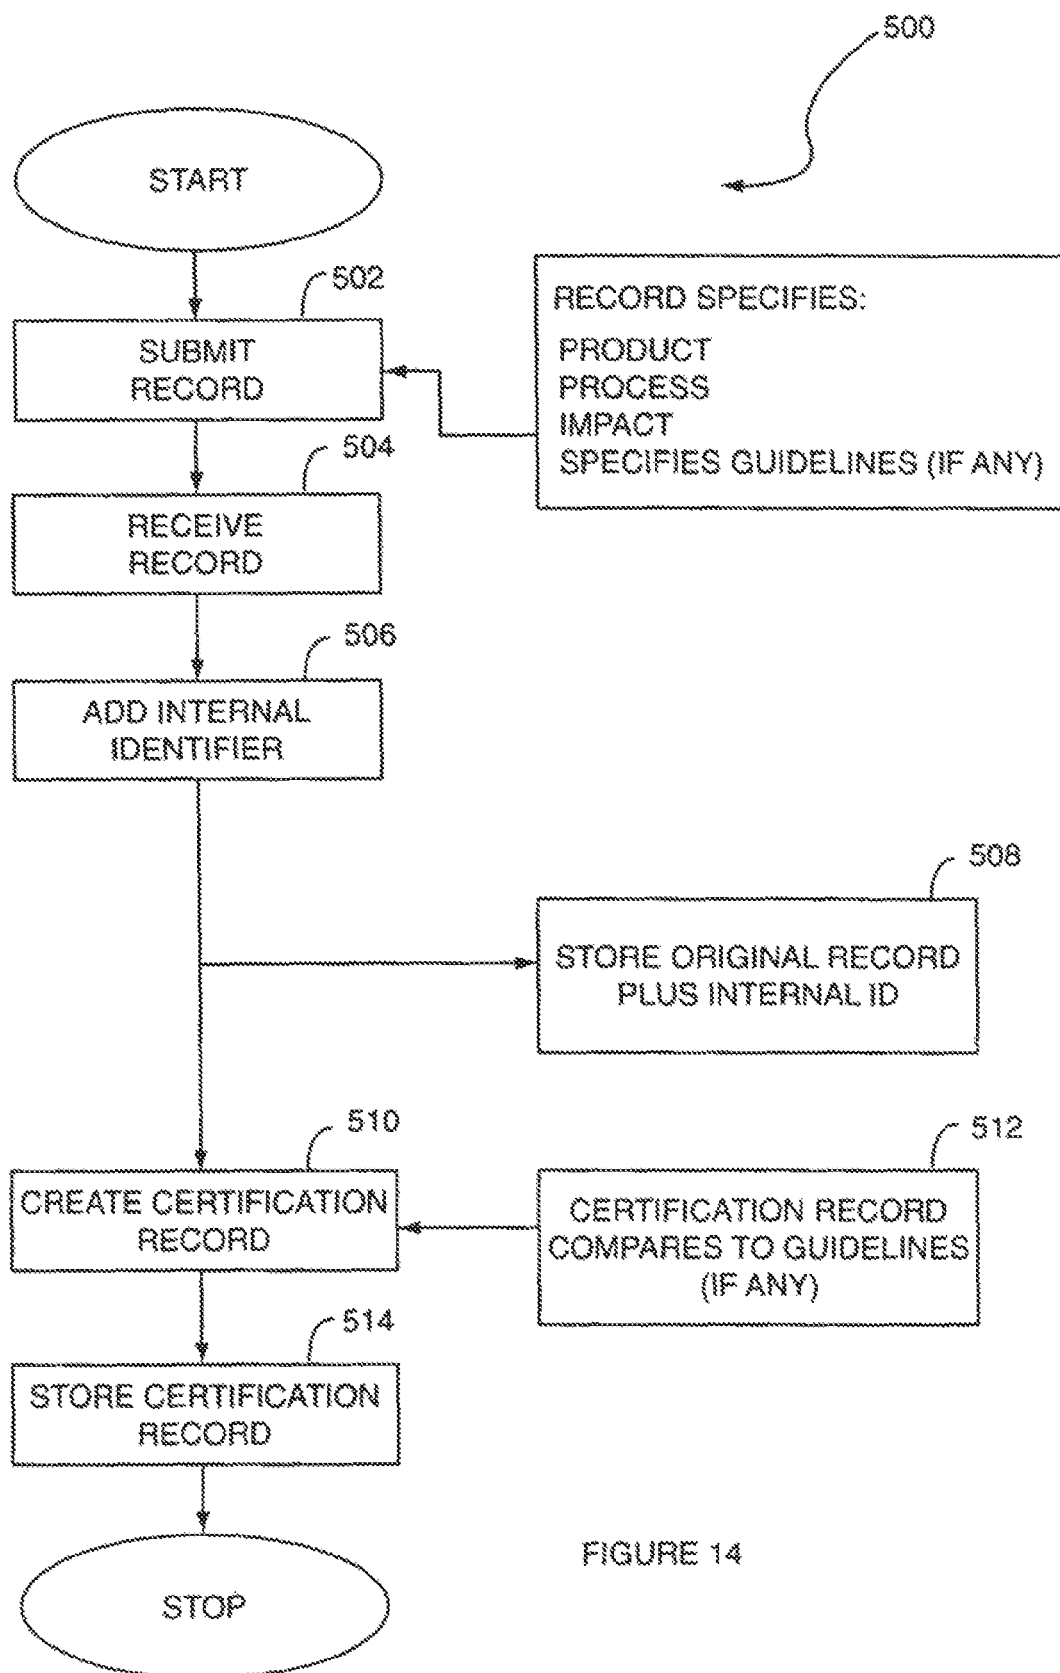 500
START
502
SUBMIT
RECORD
RECORD SPECIFIES:
PRODUCT
PROCESS
IMPACT
SPECIFIES GUIDELINES (IF ANY)
504
RECEIVE
RECORD
506
ADD INTERNAL
IDENTIFIER
508
STORE ORIGINAL RECORD
PLUS INTERNAL ID
510
CREATE CERTIFICATION
RECORD
512
CERTIFICATION RECORD
COMPARES TO GUIDELINES
(IF ANY)
514
STORE CERTIFICATION
RECORD
STOP
FIGURE 14